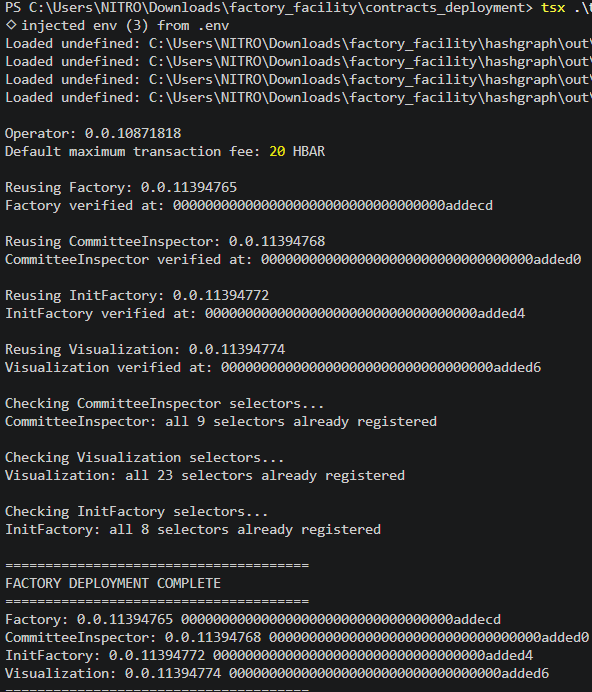 PS C:\Users\NITRO\Downloads\factory_facility\contracts_deployment> tsx .\
◇ injected env (3) from .env
Loaded undefined: C:\Users\NITRO\Downloads\factory_facility\hashgraph\out\
Loaded undefined: C:\Users\NITRO\Downloads\factory_facility\hashgraph\out\
Loaded undefined: C:\Users\NITRO\Downloads\factory_facility\hashgraph\out\
Loaded undefined: C:\Users\NITRO\Downloads\factory_facility\hashgraph\out\
Operator: 0.0.10871818
Default maximum transaction fee: 20 HBAR
Reusing Factory: 0.0.11394765
Factory verified at: 0000000000000000000000000000000000addecd
Reusing CommitteeInspector: 0.0.11394768
CommitteeInspector verified at: 0000000000000000000000000000000000added0
Reusing InitFactory: 0.0.11394772
InitFactory verified at: 0000000000000000000000000000000000added4
Reusing Visualization: 0.0.11394774
Visualization verified at: 0000000000000000000000000000000000added6
Checking CommitteeInspector selectors...
CommitteeInspector: all 9 selectors already registered
Checking Visualization selectors...
Visualization: all 23 selectors already registered
Checking InitFactory selectors...
InitFactory: all 8 selectors already registered
======================================
FACTORY DEPLOYMENT COMPLETE
======================================
Factory: 0.0.11394765 0000000000000000000000000000000000addecd
CommitteeInspector: 0.0.11394768 0000000000000000000000000000000000added0
InitFactory: 0.0.11394772 0000000000000000000000000000000000added4
Visualization: 0.0.11394774 0000000000000000000000000000000000added6
======================================